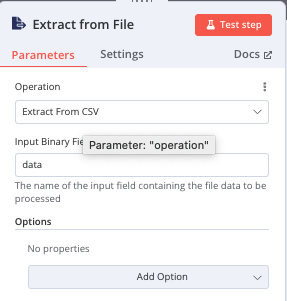 Extract from File
Test step
Parameters
Settings
Docs
Operation
Extract From CSV
Input Binary Fie
Parameter: "operation"
data
The name of the input field containing the file data to be
processed
Options
No properties
Add Option